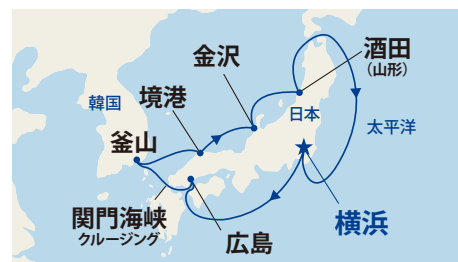 酒田
（山形）
金沢
境港
韓国
日本
太平洋
釜山
関門海峡
クルージング
広島
横浜